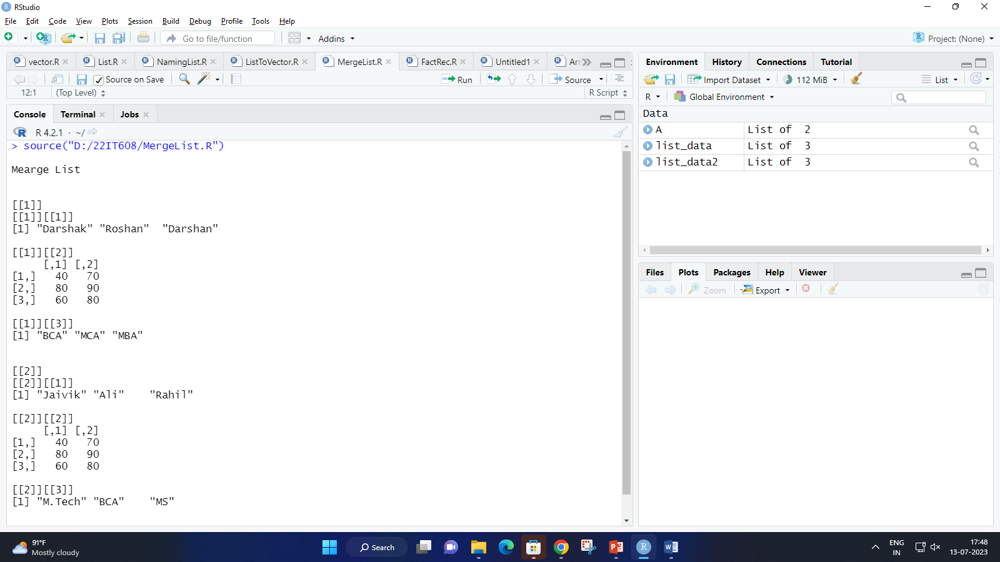 RStudio
File Edit Code View Plots Session Build Debug Profile Tools Help
Go to file/function Addins Project: (None)
vector.R List.R NamingList.R ListToVector.R MergeList.R FactRec.R Untitled1 Arr
Source on Save Run Source
12:1 (Top Level) R Script
Console Terminal Jobs
R 4.2.1 · ~/
> source("D:/22IT608/MergeList.R")
Mearge List
[[1]]
[[1]][[1]]
[1] "Darshak" "Roshan"  "Darshan"
[[1]][[2]]
     [,1] [,2]
[1,]   40   70
[2,]   80   90
[3,]   60   80
[[1]][[3]]
[1] "BCA" "MCA" "MBA"
[[2]]
[[2]][[1]]
[1] "Jaivik" "Ali"    "Rahil"
[[2]][[2]]
     [,1] [,2]
[1,]   40   70
[2,]   80   90
[3,]   60   80
[[2]][[3]]
[1] "M.Tech" "BCA"    "MS"
Environment History Connections Tutorial
Import Dataset 112 MiB List
R Global Environment
Data
A List of 2
list_data List of 3
list_data2 List of 3
Files Plots Packages Help Viewer
Zoom Export
91°F
Mostly cloudy
Search
ENG
IN
17:48
13-07-2023